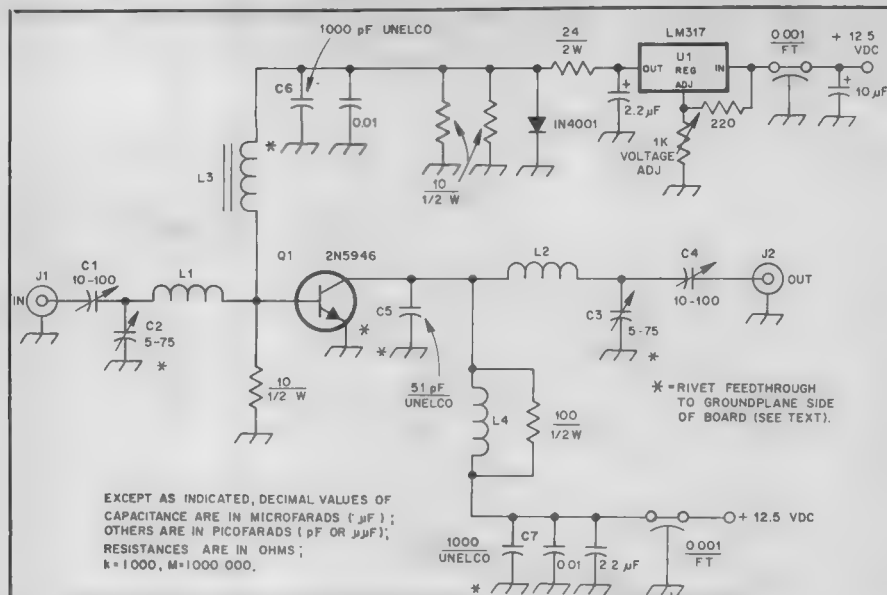 1000 pF UNELCO
C6
0.01
L3
*
10
1/2 W
IN4001
24
2W
+
2.2 µF
LM317
OUT
U1
REG
ADJ
IN
220
1K
VOLTAGE
ADJ
0.001
FT
+ 12.5
VDC
+
10 µF
J1
IN
C1
10-100
C2
5-75
*
L1
10
1/2 W
Q1
2N5946
*
C5
*
51 pF
UNELCO
L2
C3
5-75
*
C4
10-100
J2
OUT
L4
100
1/2 W
* = RIVET FEEDTHROUGH
TO GROUNDPLANE SIDE
OF BOARD (SEE TEXT).
EXCEPT AS INDICATED, DECIMAL VALUES OF
CAPACITANCE ARE IN MICROFARADS (µF);
OTHERS ARE IN PICOFARADS (pF OR µµF);
RESISTANCES ARE IN OHMS;
k=1000, M=1000 000.
1000
UNELCO
C7
*
0.01
2.2 µF
+ 12.5 VDC
0.001
FT